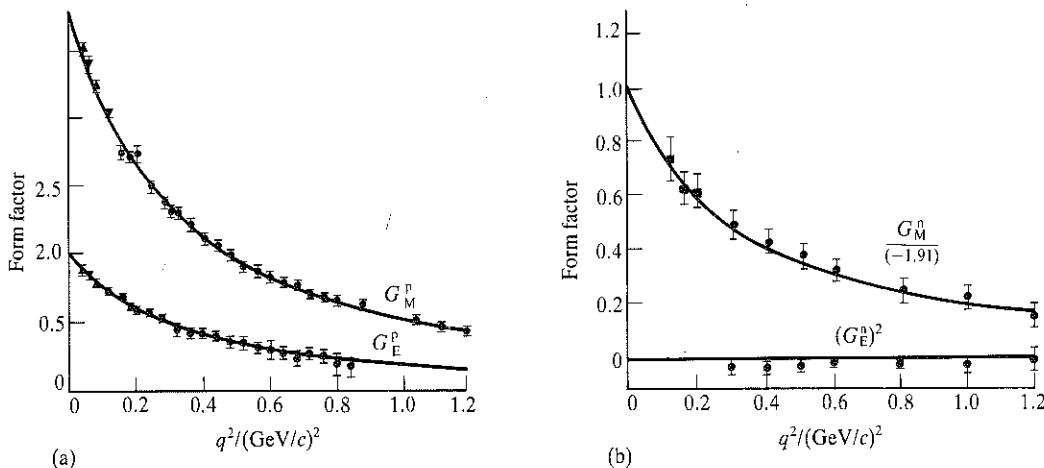 2.5
2.0
0.5
0
Form factor
G_M^p
G_E^p
0 0.2 0.4 0.6 0.8 1.0 1.2
q²/(GeV/c)²
(a)
1.2
1.0
0.8
0.6
0.4
0.2
0
Form factor
G_M^n
(−1.91)
(G_E^n)²
0 0.2 0.4 0.6 0.8 1.0 1.2
q²/(GeV/c)²
(b)